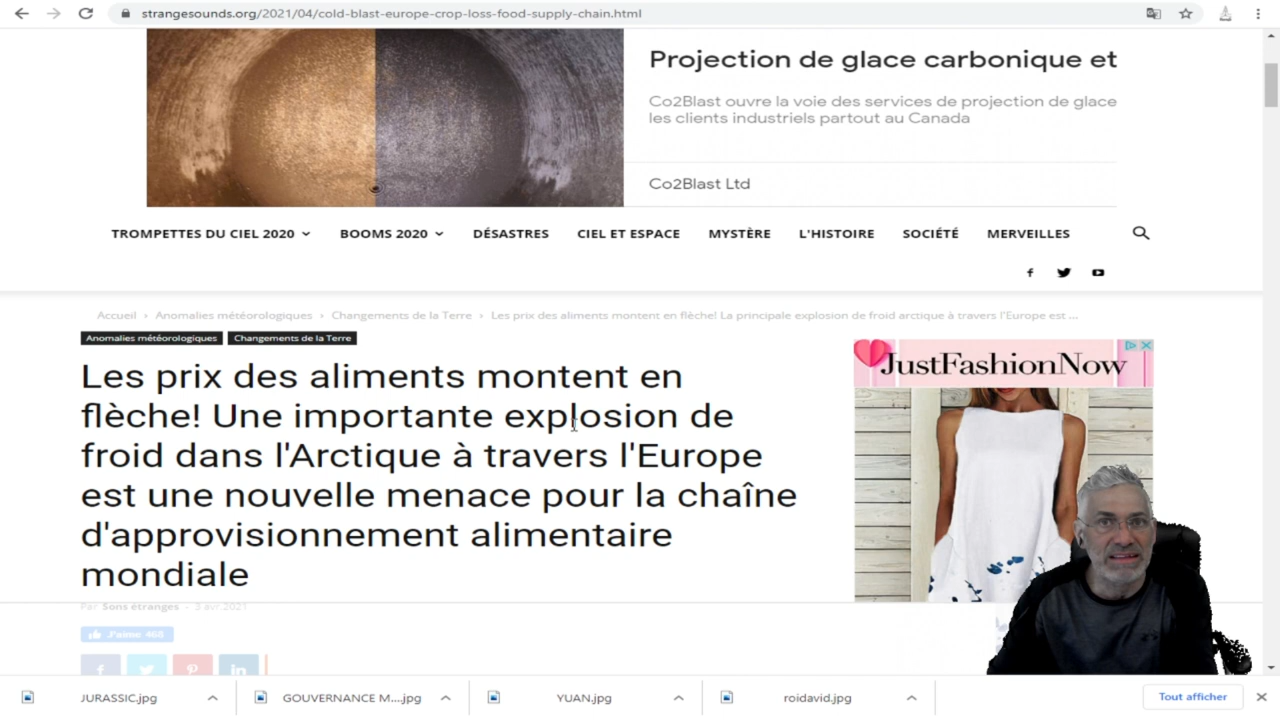 strangesounds.org/2021/04/cold-blast-europe-crop-loss-food-supply-chain.html
Projection de glace carbonique et
Co2Blast ouvre la voie des services de projection de glace
les clients industriels partout au Canada
Co2Blast Ltd
TROMPETTES DU CIEL 2020 BOOMS 2020 DÉSASTRES CIEL ET ESPACE MYSTÈRE L'HISTOIRE SOCIÉTÉ MERVEILLES
Accueil › Anomalies météorologiques › Changements de la Terre › Les prix des aliments montent en flèche! La principale explosion de froid arctique à travers l'Europe est ...
Anomalies météorologiques Changements de la Terre
JustFashionNow
Les prix des aliments montent en
flèche! Une importante explosion de
froid dans l'Arctique à travers l'Europe
est une nouvelle menace pour la chaîne
d'approvisionnement alimentaire
mondiale
Par Sons étranges - 3 avr 2021
J'aime 468
JURASSIC.jpg GOUVERNANCE M....jpg YUAN.jpg roidavid.jpg Tout afficher